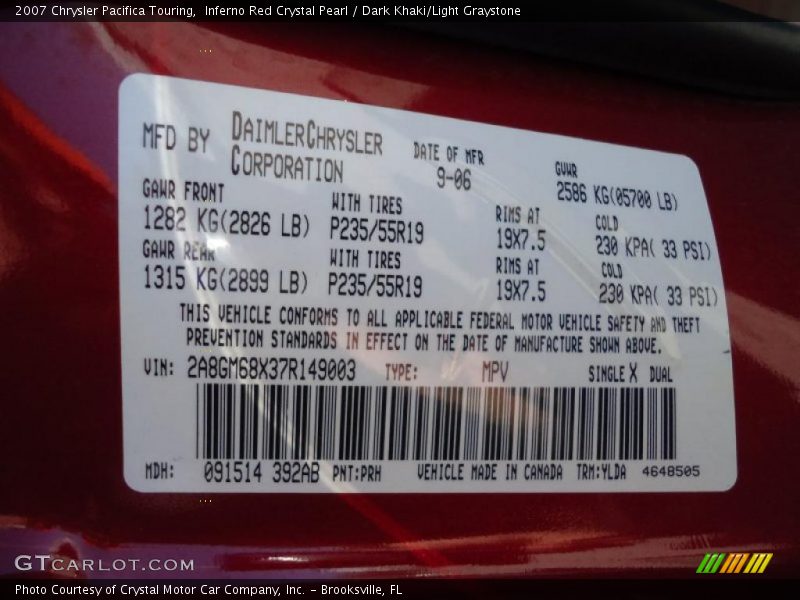 2007 Chrysler Pacifica Touring, Inferno Red Crystal Pearl / Dark Khaki/Light Graystone
MFD BY DAIMLERCHRYSLER CORPORATION
DATE OF MFR
9-06
GVWR
2586 KG(05700 LB)
GAWR FRONT
1282 KG(2826 LB)
WITH TIRES
P235/55R19
RIMS AT
19X7.5
COLD
230 KPA( 33 PSI)
GAWR REAR
1315 KG(2899 LB)
WITH TIRES
P235/55R19
RIMS AT
19X7.5
COLD
230 KPA( 33 PSI)
THIS VEHICLE CONFORMS TO ALL APPLICABLE FEDERAL MOTOR VEHICLE SAFETY AND THEFT
PREVENTION STANDARDS IN EFFECT ON THE DATE OF MANUFACTURE SHOWN ABOVE.
VIN: 2A8GM68X37R149003 TYPE: MPV SINGLE X DUAL
MDH: 091514 392AB PNT:PRH VEHICLE MADE IN CANADA TRM:YLDA 4648505
GTCARLOT.COM
Photo Courtesy of Crystal Motor Car Company, Inc. - Brooksville, FL